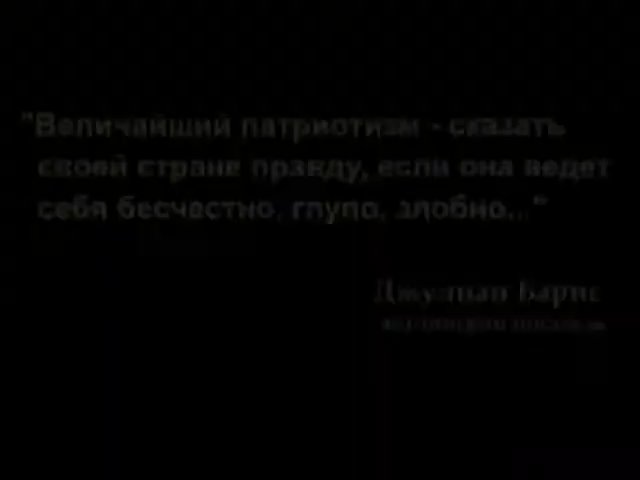 "Величайший патриотизм - сказать
своей стране правду, если она ведет
себя бесчестно, глупо, злобно..."
Джулиан Барнс